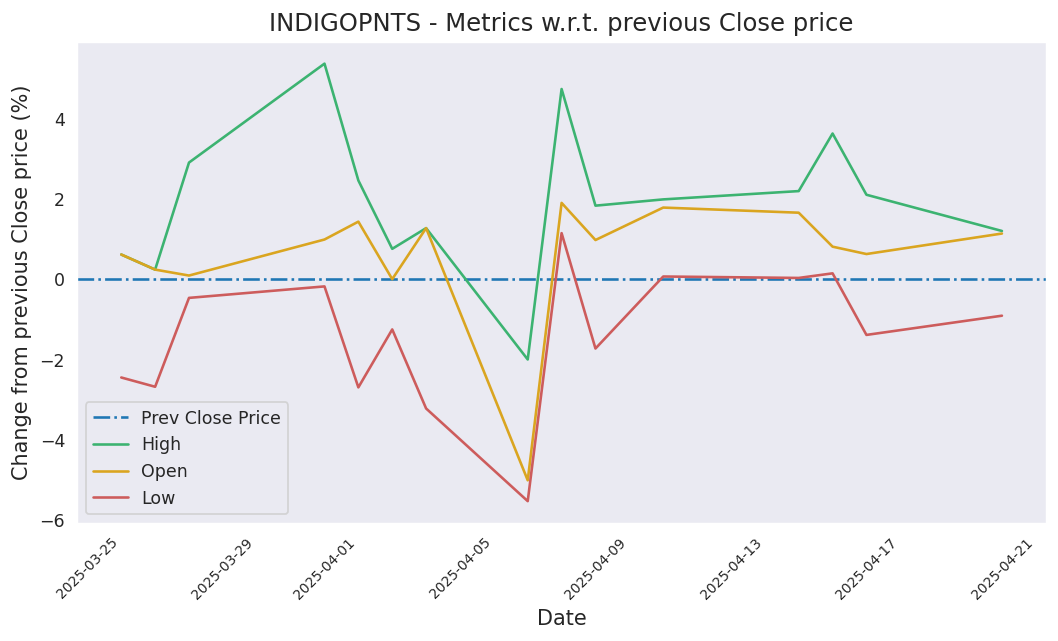 INDIGOPNTS - Metrics w.r.t. previous Close price
Change from previous Close price (%)
4
2
0
−2
−4
−6
Prev Close Price
High
Open
Low
2025-03-25
2025-03-29
2025-04-01
2025-04-05
2025-04-09
2025-04-13
2025-04-17
2025-04-21
Date